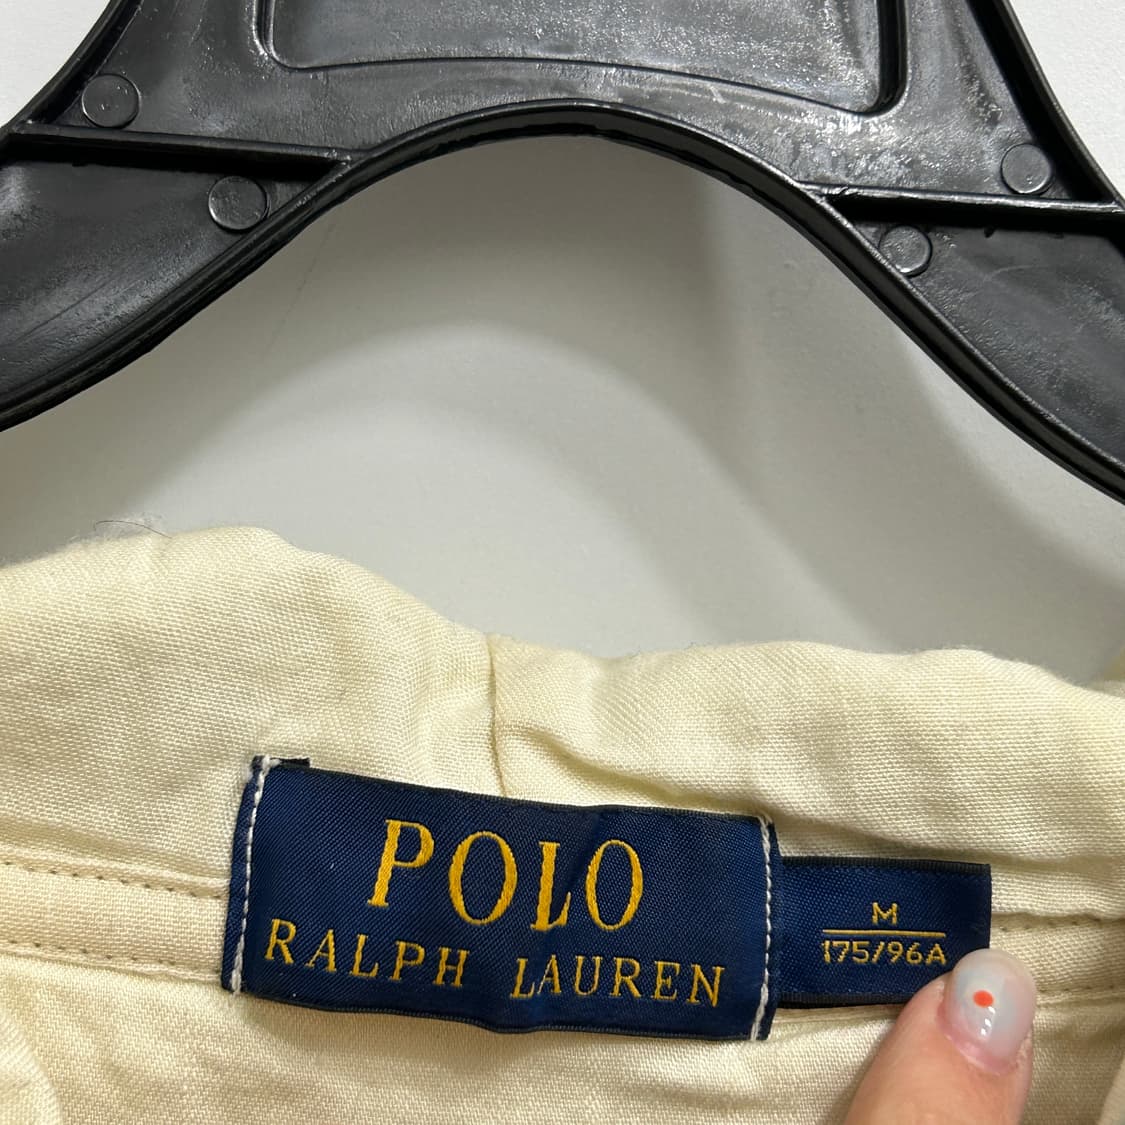 POLO
RALPH LAUREN
M
175/96A